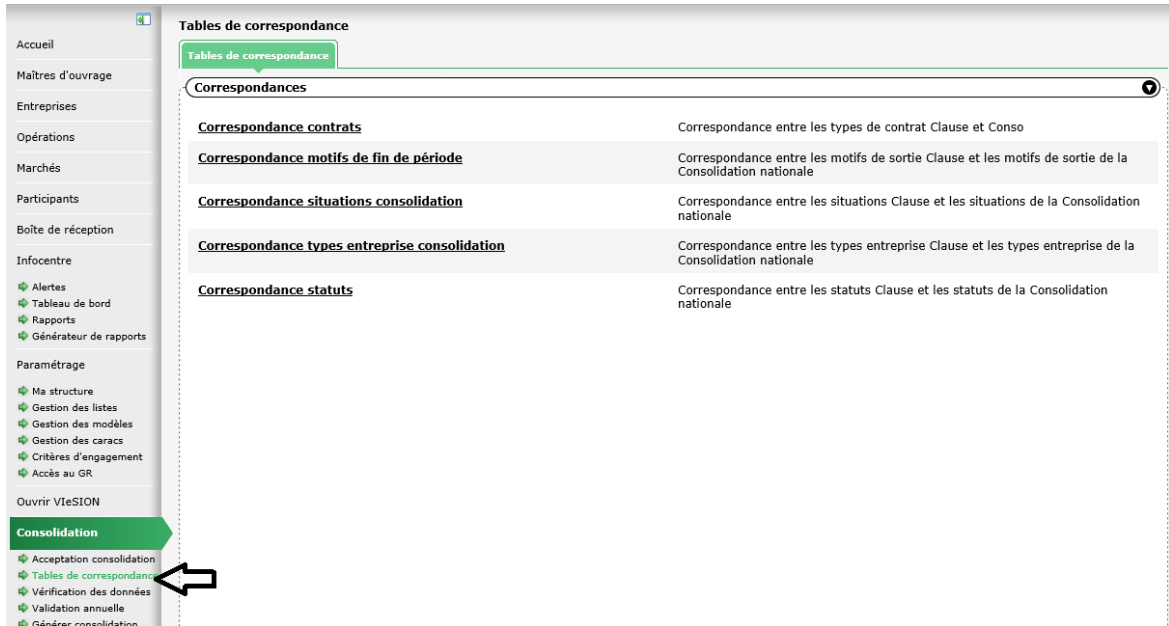 Accueil
Maîtres d'ouvrage
Entreprises
Opérations
Marchés
Participants
Boîte de réception
Infocentre
Alertes
Tableau de bord
Rapports
Générateur de rapports
Paramétrage
Ma structure
Gestion des listes
Gestion des modèles
Gestion des caracs
Critères d'engagement
Accès au GR
Ouvrir VIeSION
Consolidation
Acceptation consolidation
Tables de correspondance
Vérification des données
Validation annuelle
Générer consolidation
Tables de correspondance
Tables de correspondance
Correspondances
Correspondance contrats
Correspondance entre les types de contrat Clause et Conso
Correspondance motifs de fin de période
Correspondance entre les motifs de sortie Clause et les motifs de sortie de la
Consolidation nationale
Correspondance situations consolidation
Correspondance entre les situations Clause et les situations de la Consolidation
nationale
Correspondance types entreprise consolidation
Correspondance entre les types entreprise Clause et les types entreprise de la
Consolidation nationale
Correspondance statuts
Correspondance entre les statuts Clause et les statuts de la Consolidation
nationale